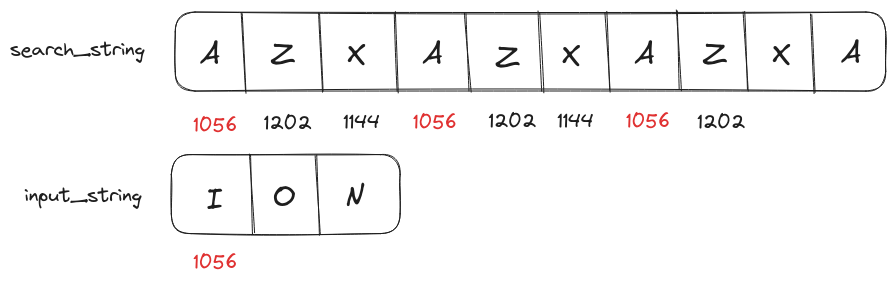 search_string A Z X A Z X A Z X A
1056 1202 1144 1056 1202 1144 1056 1202
input_string I O N
1056